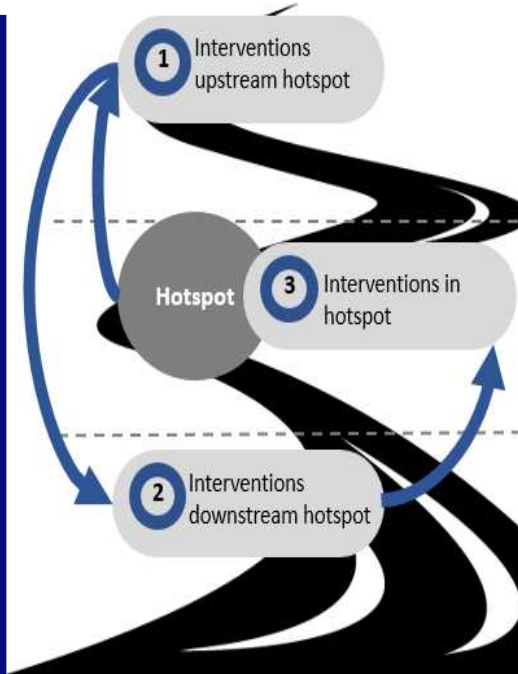 1
Interventions
upstream hotspot
Hotspot
3
Interventions in
hotspot
2
Interventions
downstream hotspot